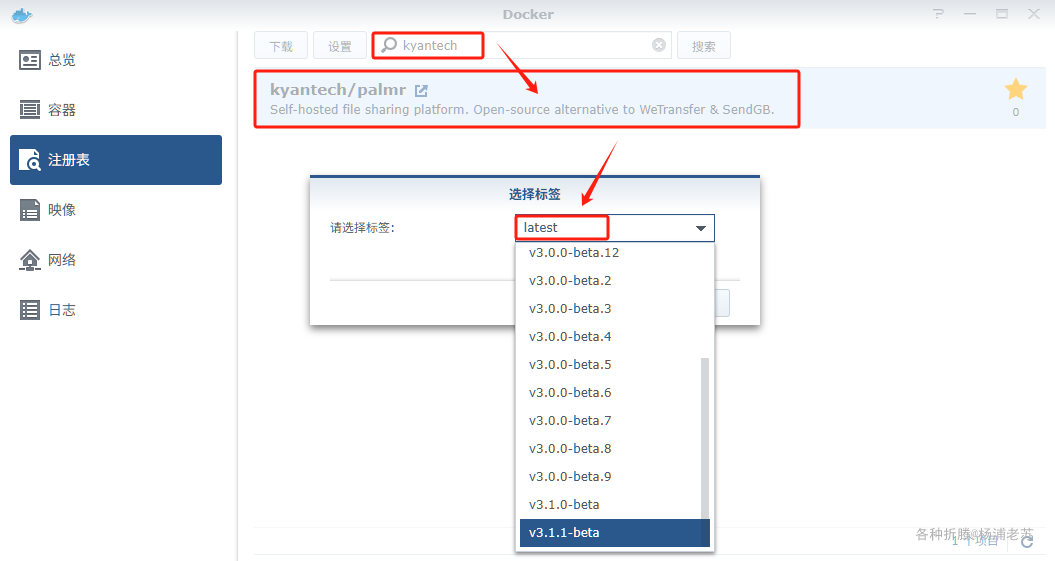 Docker
总览
容器
注册表
映像
网络
日志
下载
设置
kyantech
搜索
kyantech/palmr
Self-hosted file sharing platform. Open-source alternative to WeTransfer & SendGB.
0
选择标签
请选择标签:
latest
v3.0.0-beta.12
v3.0.0-beta.2
v3.0.0-beta.3
v3.0.0-beta.4
v3.0.0-beta.5
v3.0.0-beta.6
v3.0.0-beta.7
v3.0.0-beta.8
v3.0.0-beta.9
v3.1.0-beta
v3.1.1-beta
各种折腾@杨浦老苏
1 个项目